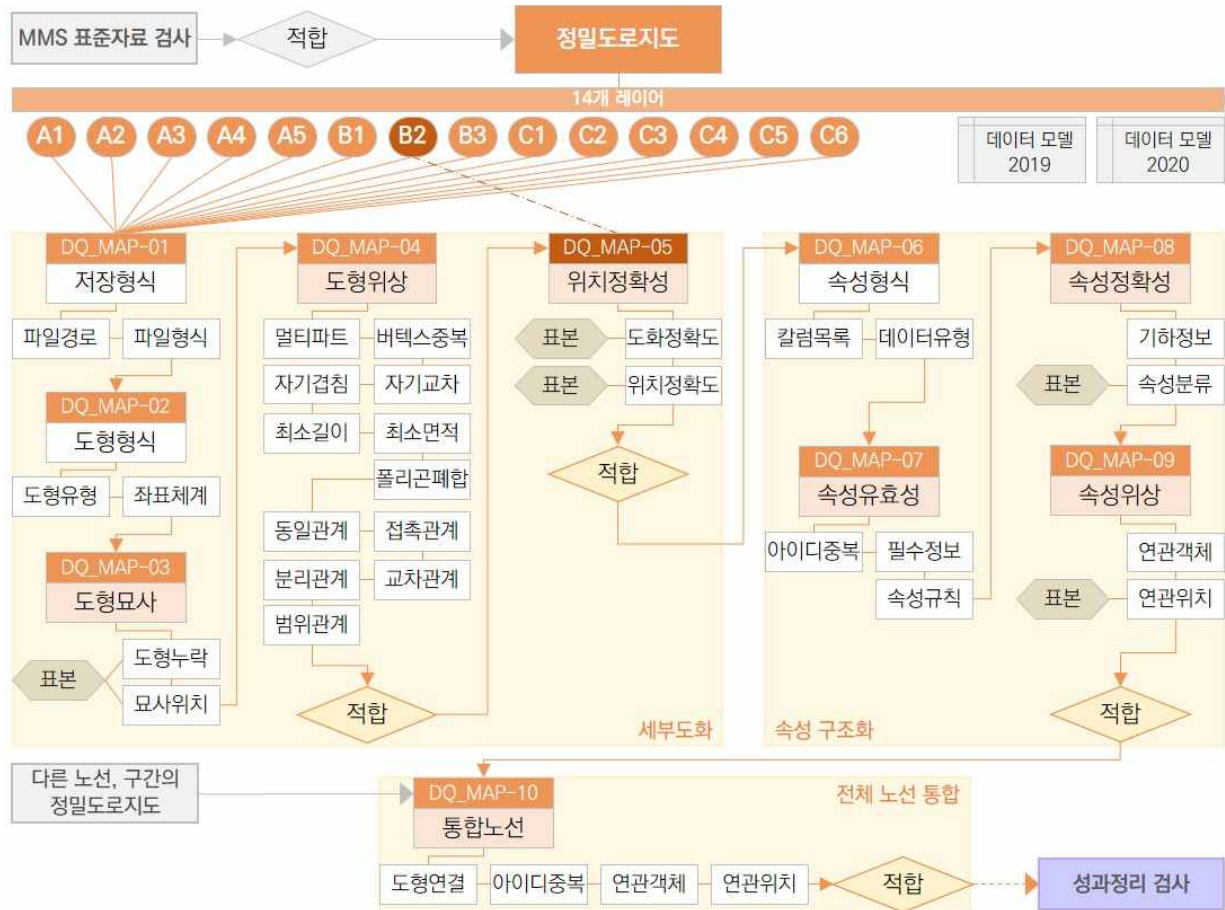 MMS 표준자료 검사
적합
정밀도로지도
14개 레이어
A1 A2 A3 A4 A5 B1 B2 B3 C1 C2 C3 C4 C5 C6
데이터 모델
2019
데이터 모델
2020
DQ_MAP-01
저장형식
파일경로
파일형식
DQ_MAP-02
도형형식
도형유형
좌표체계
DQ_MAP-03
도형묘사
표본
도형누락
묘사위치
DQ_MAP-04
도형위상
멀티파트
버텍스중복
자기겹침
자기교차
최소길이
최소면적
폴리곤폐합
동일관계
접촉관계
분리관계
교차관계
범위관계
적합
DQ_MAP-05
위치정확성
표본
도화정확도
표본
위치정확도
적합
세부도화
DQ_MAP-06
속성형식
칼럼목록
데이터유형
DQ_MAP-07
속성유효성
아이디중복
필수정보
속성규칙
DQ_MAP-08
속성정확성
기하정보
표본
속성분류
DQ_MAP-09
속성위상
연관객체
표본
연관위치
적합
속성 구조화
다른 노선, 구간의
정밀도로지도
DQ_MAP-10
통합노선
전체 노선 통합
도형연결
아이디중복
연관객체
연관위치
적합
성과정리 검사